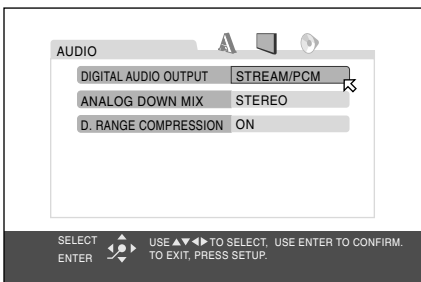 AUDIO
DIGITAL AUDIO OUTPUT STREAM/PCM
ANALOG DOWN MIX STEREO
D. RANGE COMPRESSION ON
SELECT USE ▲▼◀▶ TO SELECT, USE ENTER TO CONFIRM.
ENTER TO EXIT, PRESS SETUP.